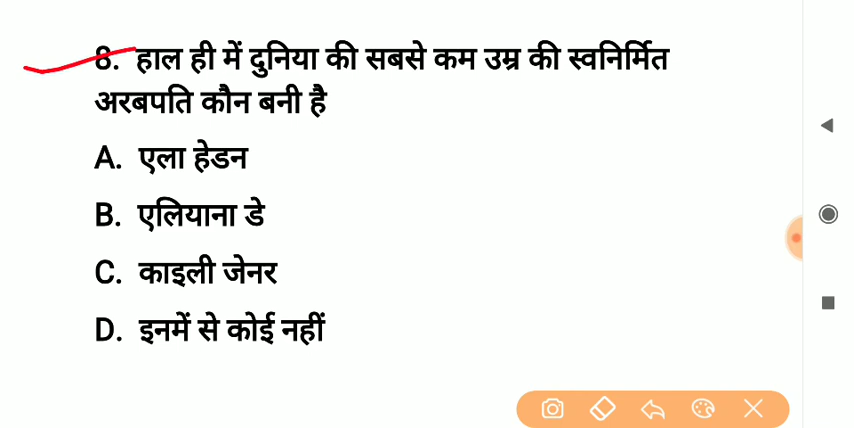 8. हाल ही में दुनिया की सबसे कम उम्र की स्वनिर्मित
अरबपति कौन बनी है
A. एला हेडन
B. एलियाना डे
C. काइली जेनर
D. इनमें से कोई नहीं